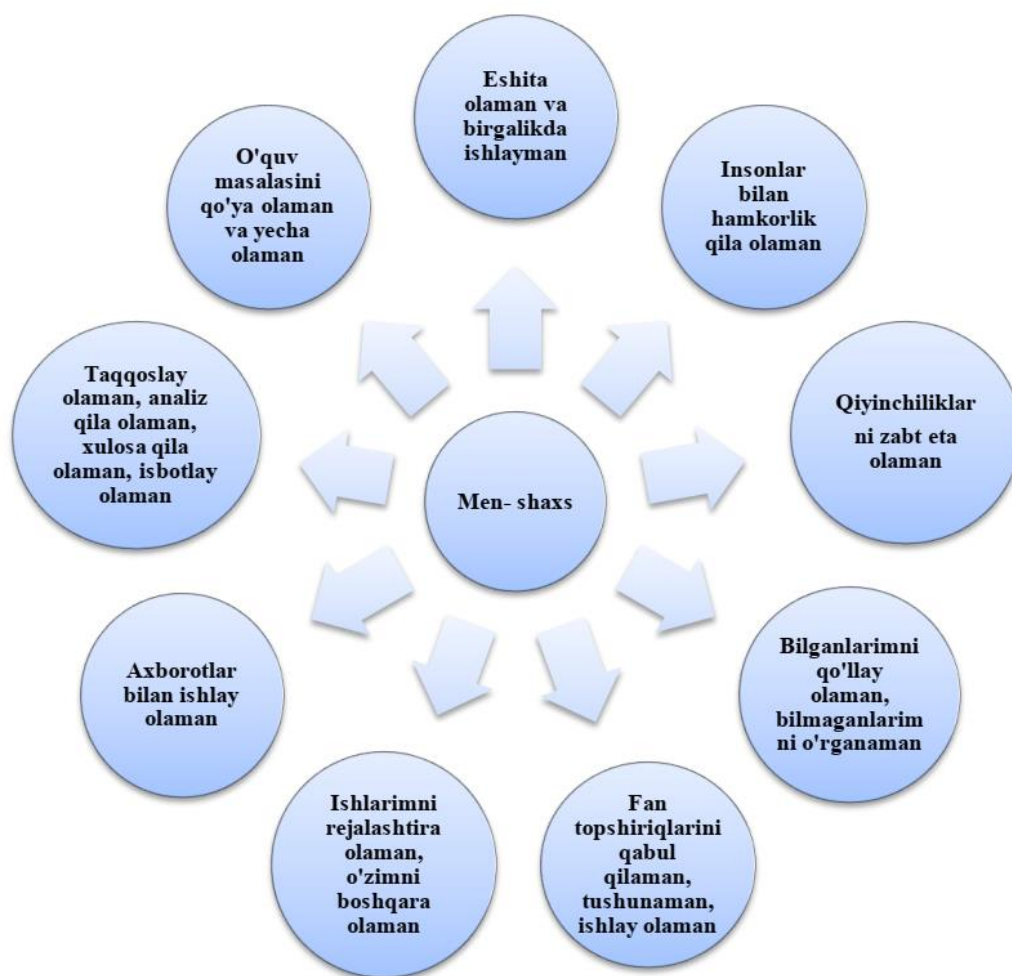 Eshita
olaman va
birgalikda
ishlayman
Insonlar
bilan
hamkorlik
qila olaman
Qiyinchiliklar
ni zabt eta
olaman
Bilganlarimni
qo'llay
olaman,
bilmaganlarim
ni o'rganaman
Fan
topshiriqlarini
qabul
qilaman,
tushunaman,
ishlay olaman
Ishlarimni
rejalashtira
olaman,
o'zimni
boshqara
olaman
Axborotlar
bilan ishlay
olaman
Taqqoslay
olaman, analiz
qila olaman,
xulosa qila
olaman, isbotlay
olaman
O'quv
masalasini
qo'ya olaman
va yecha
olaman
Men- shaxs